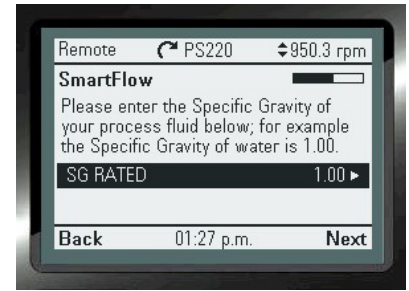 Remote PS220 950.3 rpm
SmartFlow
Please enter the Specific Gravity of
your process fluid below; for example
the Specific Gravity of water is 1.00.
SG RATED 1.00
Back 01:27 p.m. Next